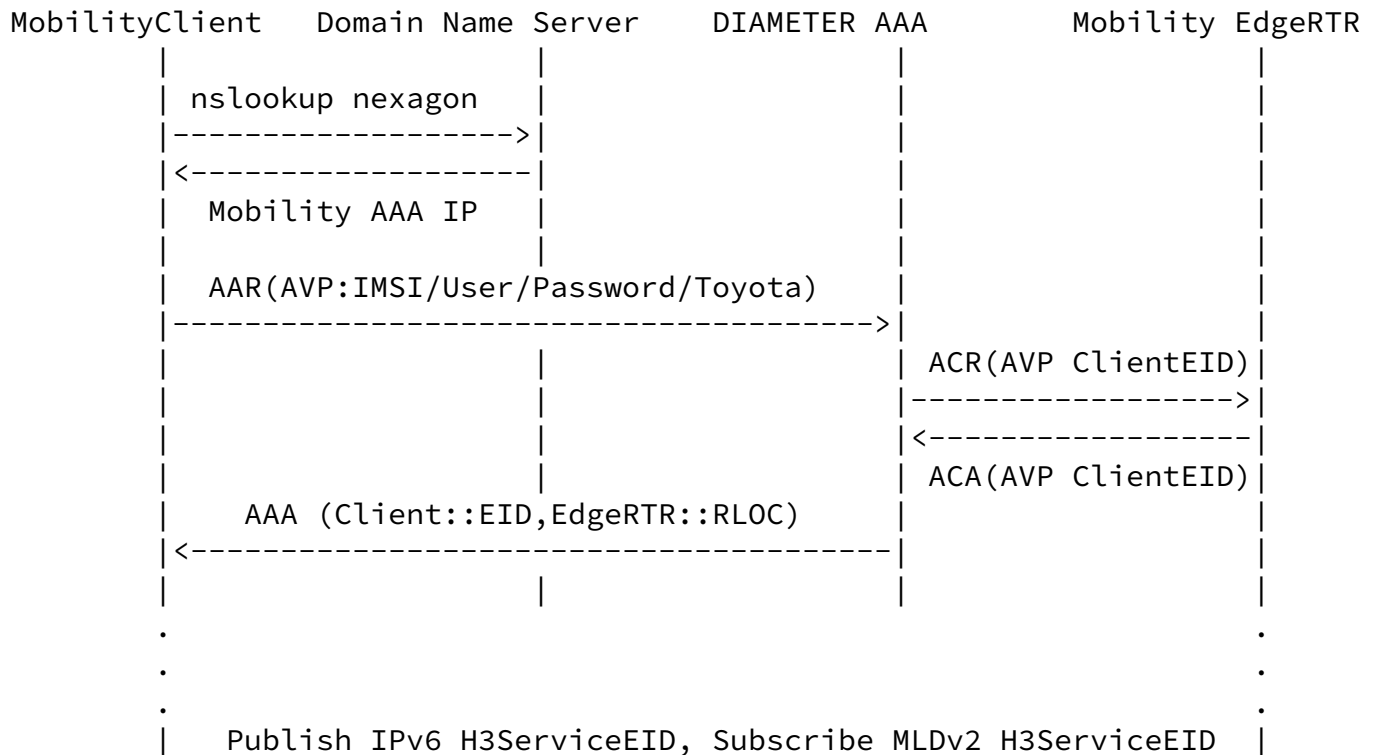 MobilityClient   Domain Name Server    DIAMETER AAA        Mobility EdgeRTR
nslookup nexagon
Mobility AAA IP
AAR(AVP:IMSI/User/Password/Toyota)
ACR(AVP ClientEID)
ACA(AVP ClientEID)
AAA (Client::EID,EdgeRTR::RLOC)
Publish IPv6 H3ServiceEID, Subscribe MLDv2 H3ServiceEID